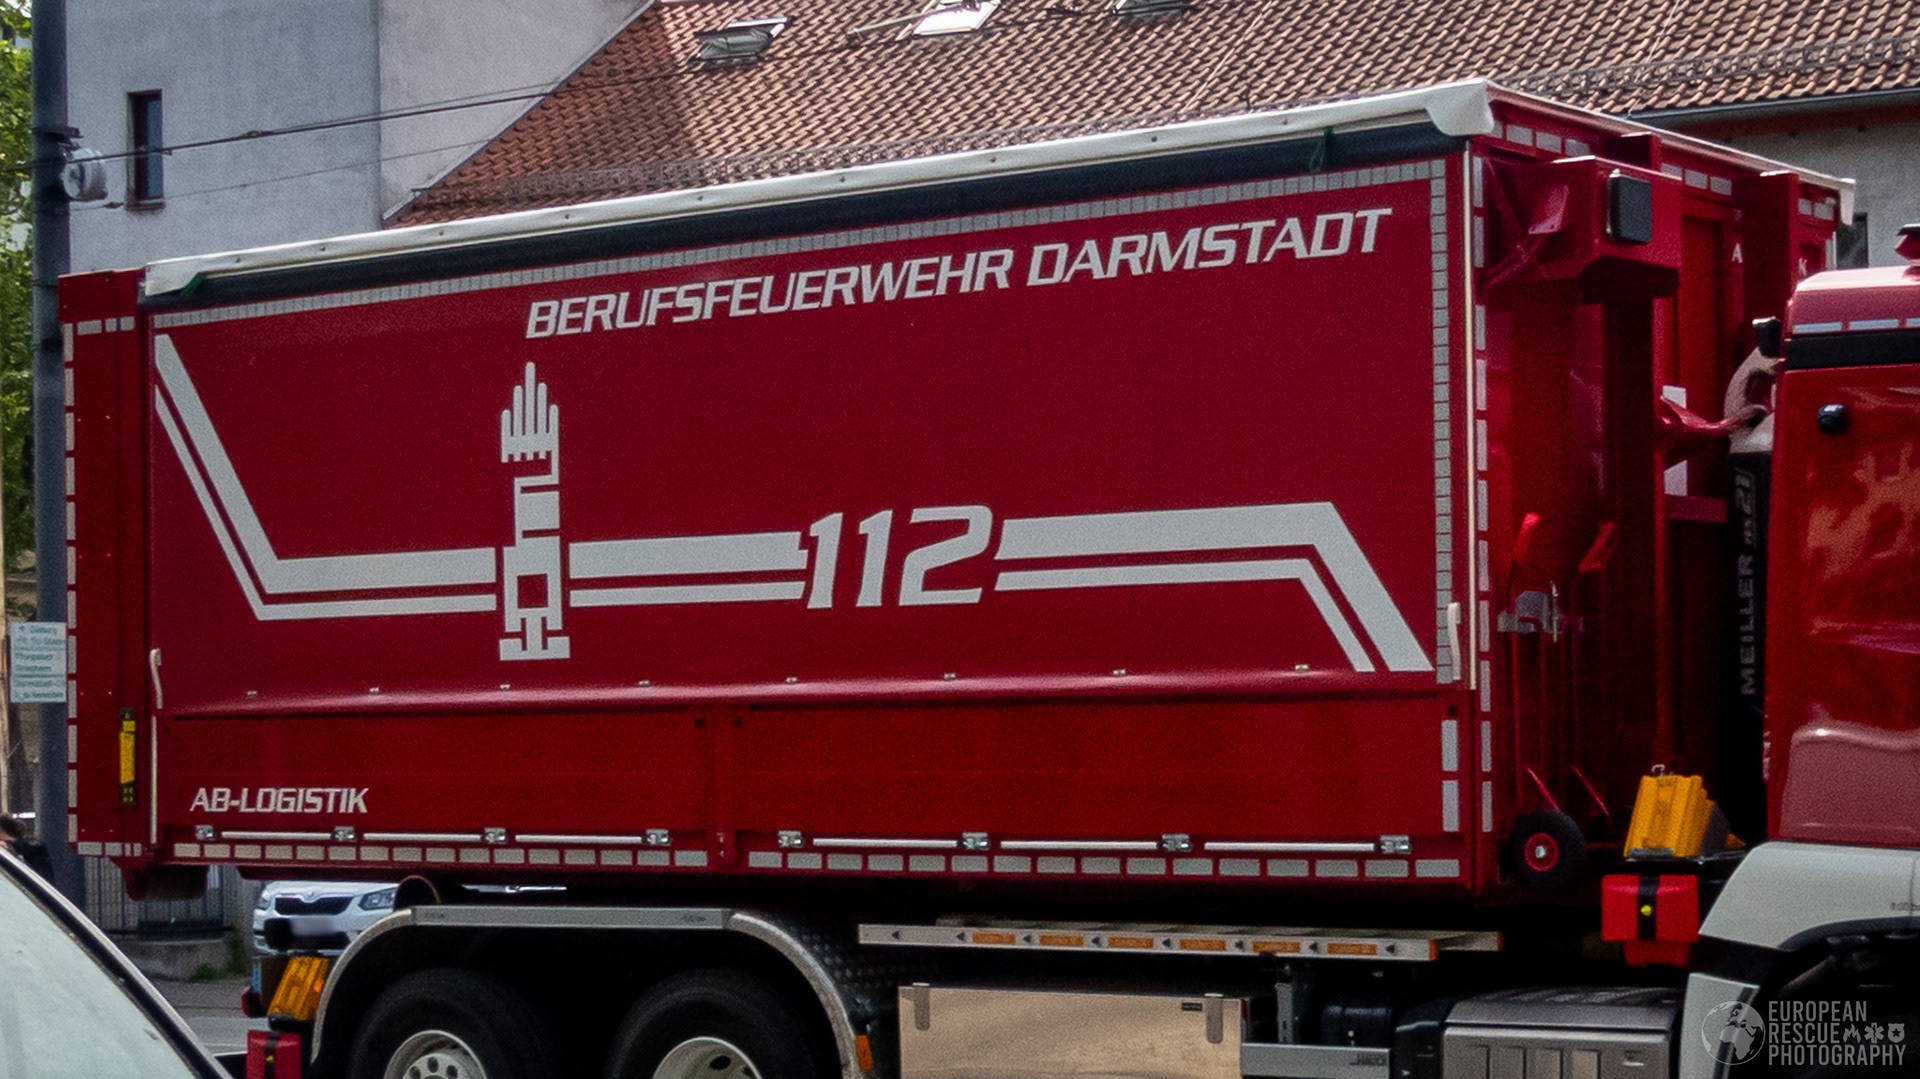 BERUFSFEUERWEHR DARMSTADT
112
AB-LOGISTIK
A
K
MEILLER
EUROPEAN
RESCUE
PHOTOGRAPHY